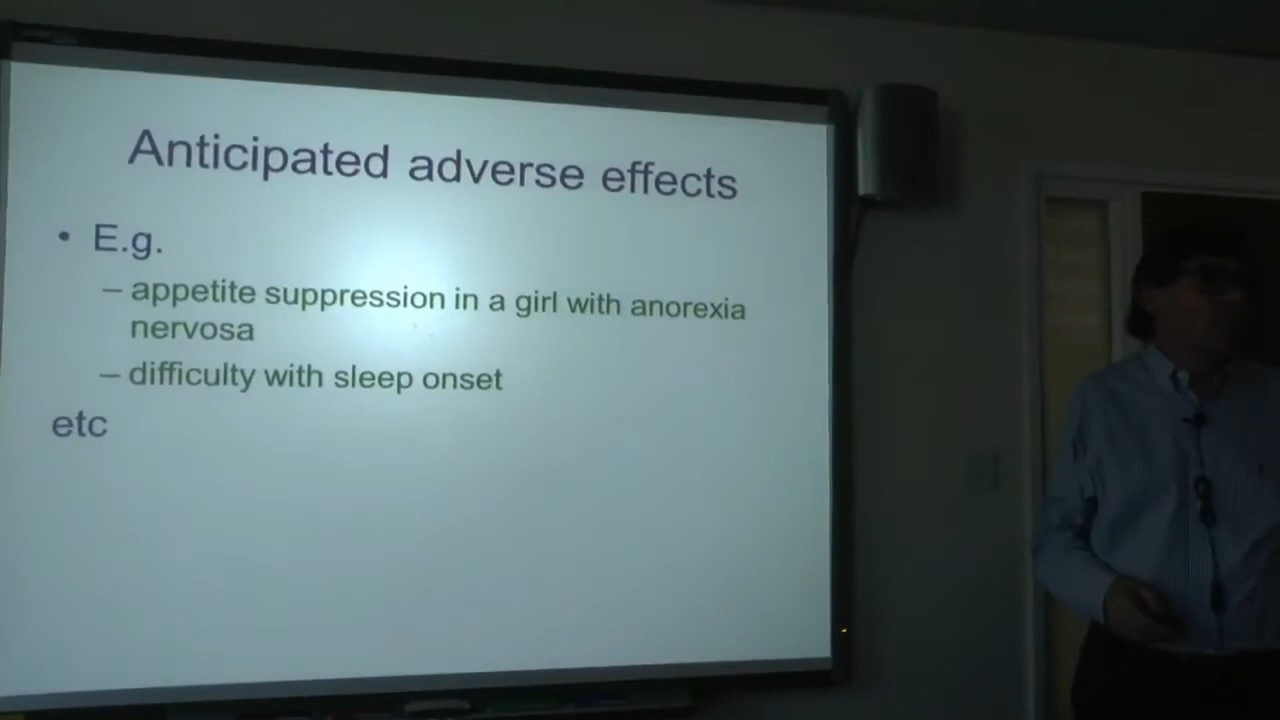 Anticipated adverse effects
• E.g.
– appetite suppression in a girl with anorexia
nervosa
– difficulty with sleep onset
etc